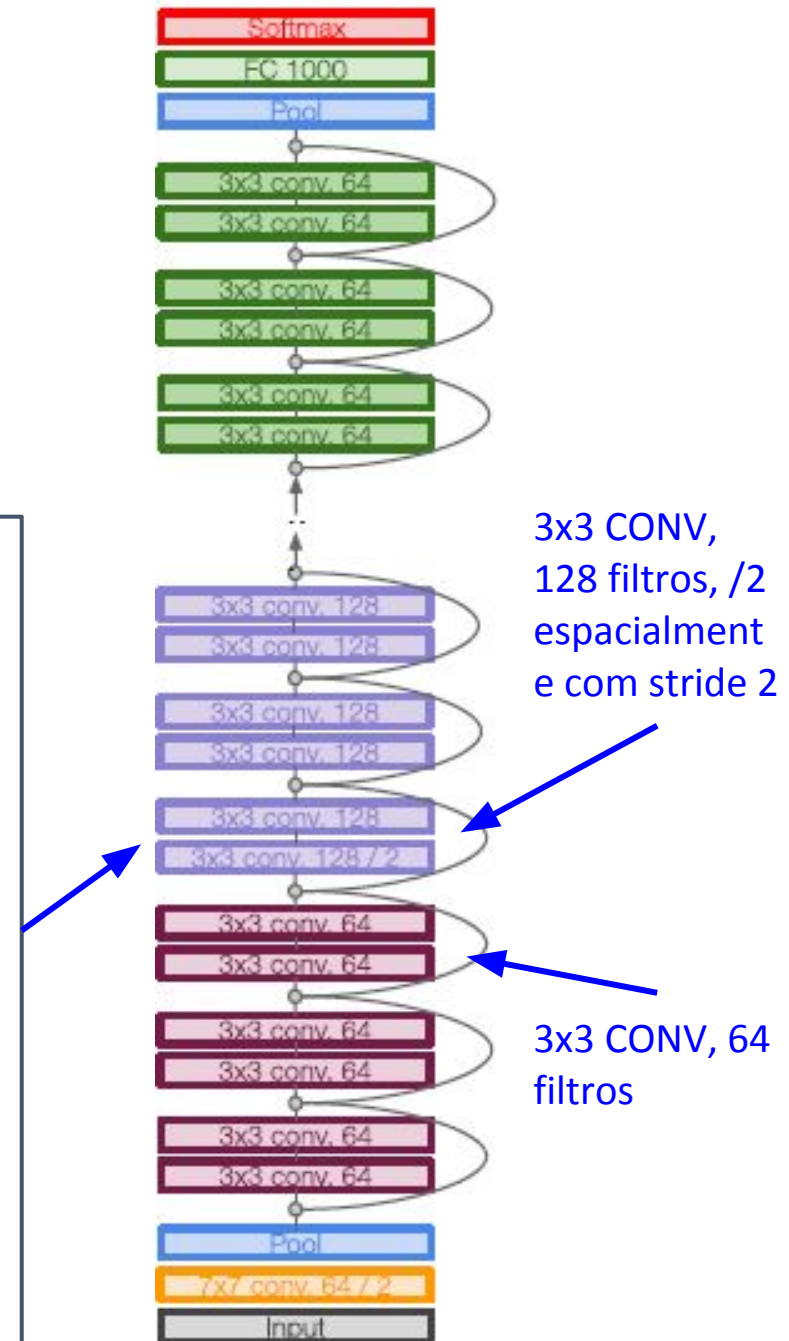 Softmax
FC 1000
Pool
3x3 conv, 64
3x3 conv, 64
3x3 conv, 64
3x3 conv, 64
3x3 conv, 64
3x3 conv, 64
..
3x3 conv, 128
3x3 conv, 128
3x3 conv, 128
3x3 conv, 128
3x3 conv, 128
3x3 conv, 128 / 2
3x3 conv, 64
3x3 conv, 64
3x3 conv, 64
3x3 conv, 64
3x3 conv, 64
3x3 conv, 64
Pool
7x7 conv, 64 / 2
Input
3x3 CONV,
128 filtros, /2
espacialment
e com stride 2
3x3 CONV, 64
filtros